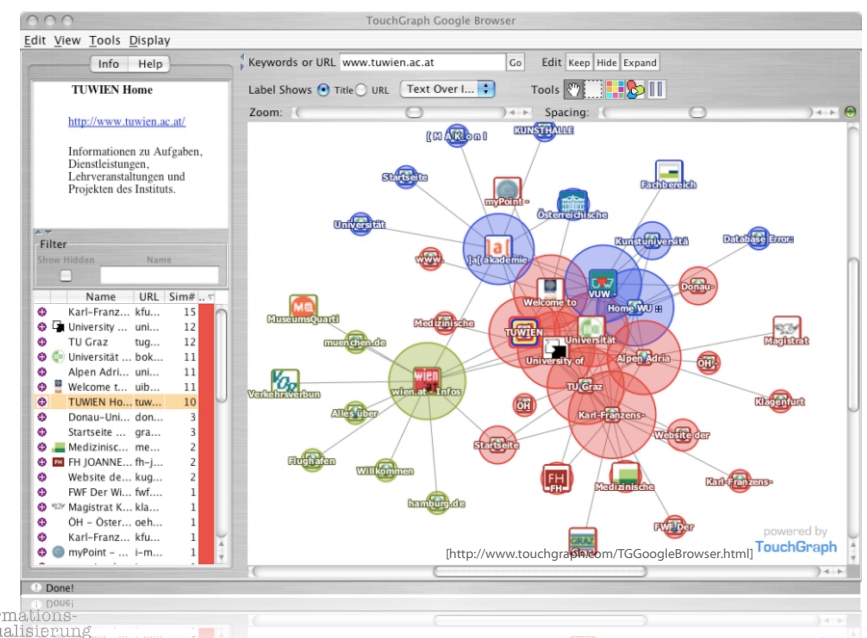 TouchGraph Google Browser
Edit View Tools Display
Info Help
Keywords or URL www.tuwien.ac.at Go Edit Keep Hide Expand
Label Shows Title URL Text Over I... Tools
Zoom: Spacing:
TUWIEN Home
http://www.tuwien.ac.at/
Informationen zu Aufgaben,
Dienstleistungen,
Lehrveranstaltungen und
Projekten des Instituts.
Filter
Show Hidden Name
Name URL Sim# ..
Karl-Franz... kfu... 15
University ... uni... 12
TU Graz tug... 12
Universität ... bok... 11
Alpen Adri... uni... 11
Welcome t... uib... 11
TUWIEN Ho... tuw... 10
Donau-Uni... don... 3
Startseite ... gra... 3
Medizinisc... me... 2
FH JOANNE... fh-j... 2
Website de... kug... 2
FWF Der Wi... fwf.... 1
Magistrat K... kla... 1
ÖH - Öster... oeh... 1
Karl-Franz... kfu... 1
myPoint - ... i-m... 1
KUNSTHALLE
Startseite
Fachbereich
myPoint -
Österreichische
Universität
Kunstuniversitä
Database Error:
]a[ akademie
www.
VUW
Donau-
Welcome to
Home WU ::
MuseumsQuarti
Medizinische
TUWIEN
Universität
Magistrat
muenchen.de
University of
Alpen Adria
ÖH
wien at
wien.at - Infos
VOR
Verkehrsverbun
TU Graz
Klagenfurt
ÖH
Alles über
Karl-Franzens-
Website der
Startseite
Flughafen
Willkommen
FH
FH
Medizinische
Karl-Franzens-
hamburg.de
FWF Der
GRAZ
powered by
TouchGraph
[http://www.touchgraph.com/TGGoogleBrowser.html]
Done!